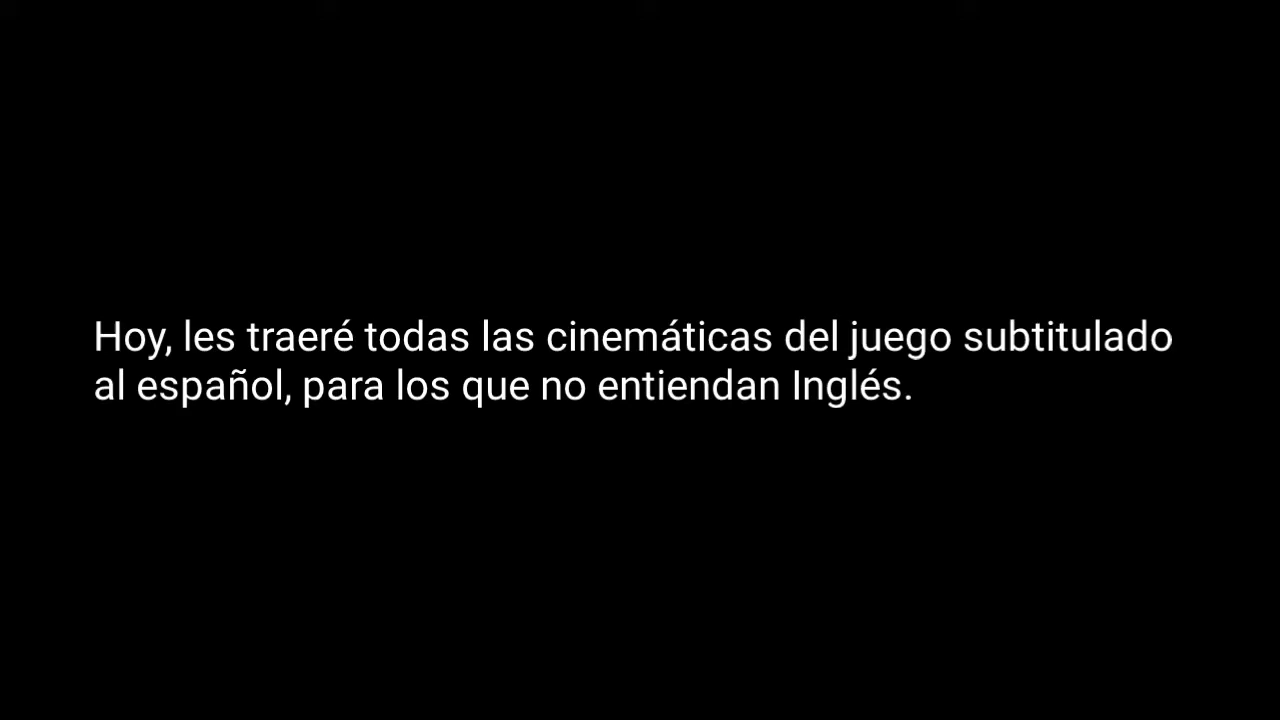 Hoy, les traeré todas las cinemáticas del juego subtitulado
al español, para los que no entiendan Inglés.